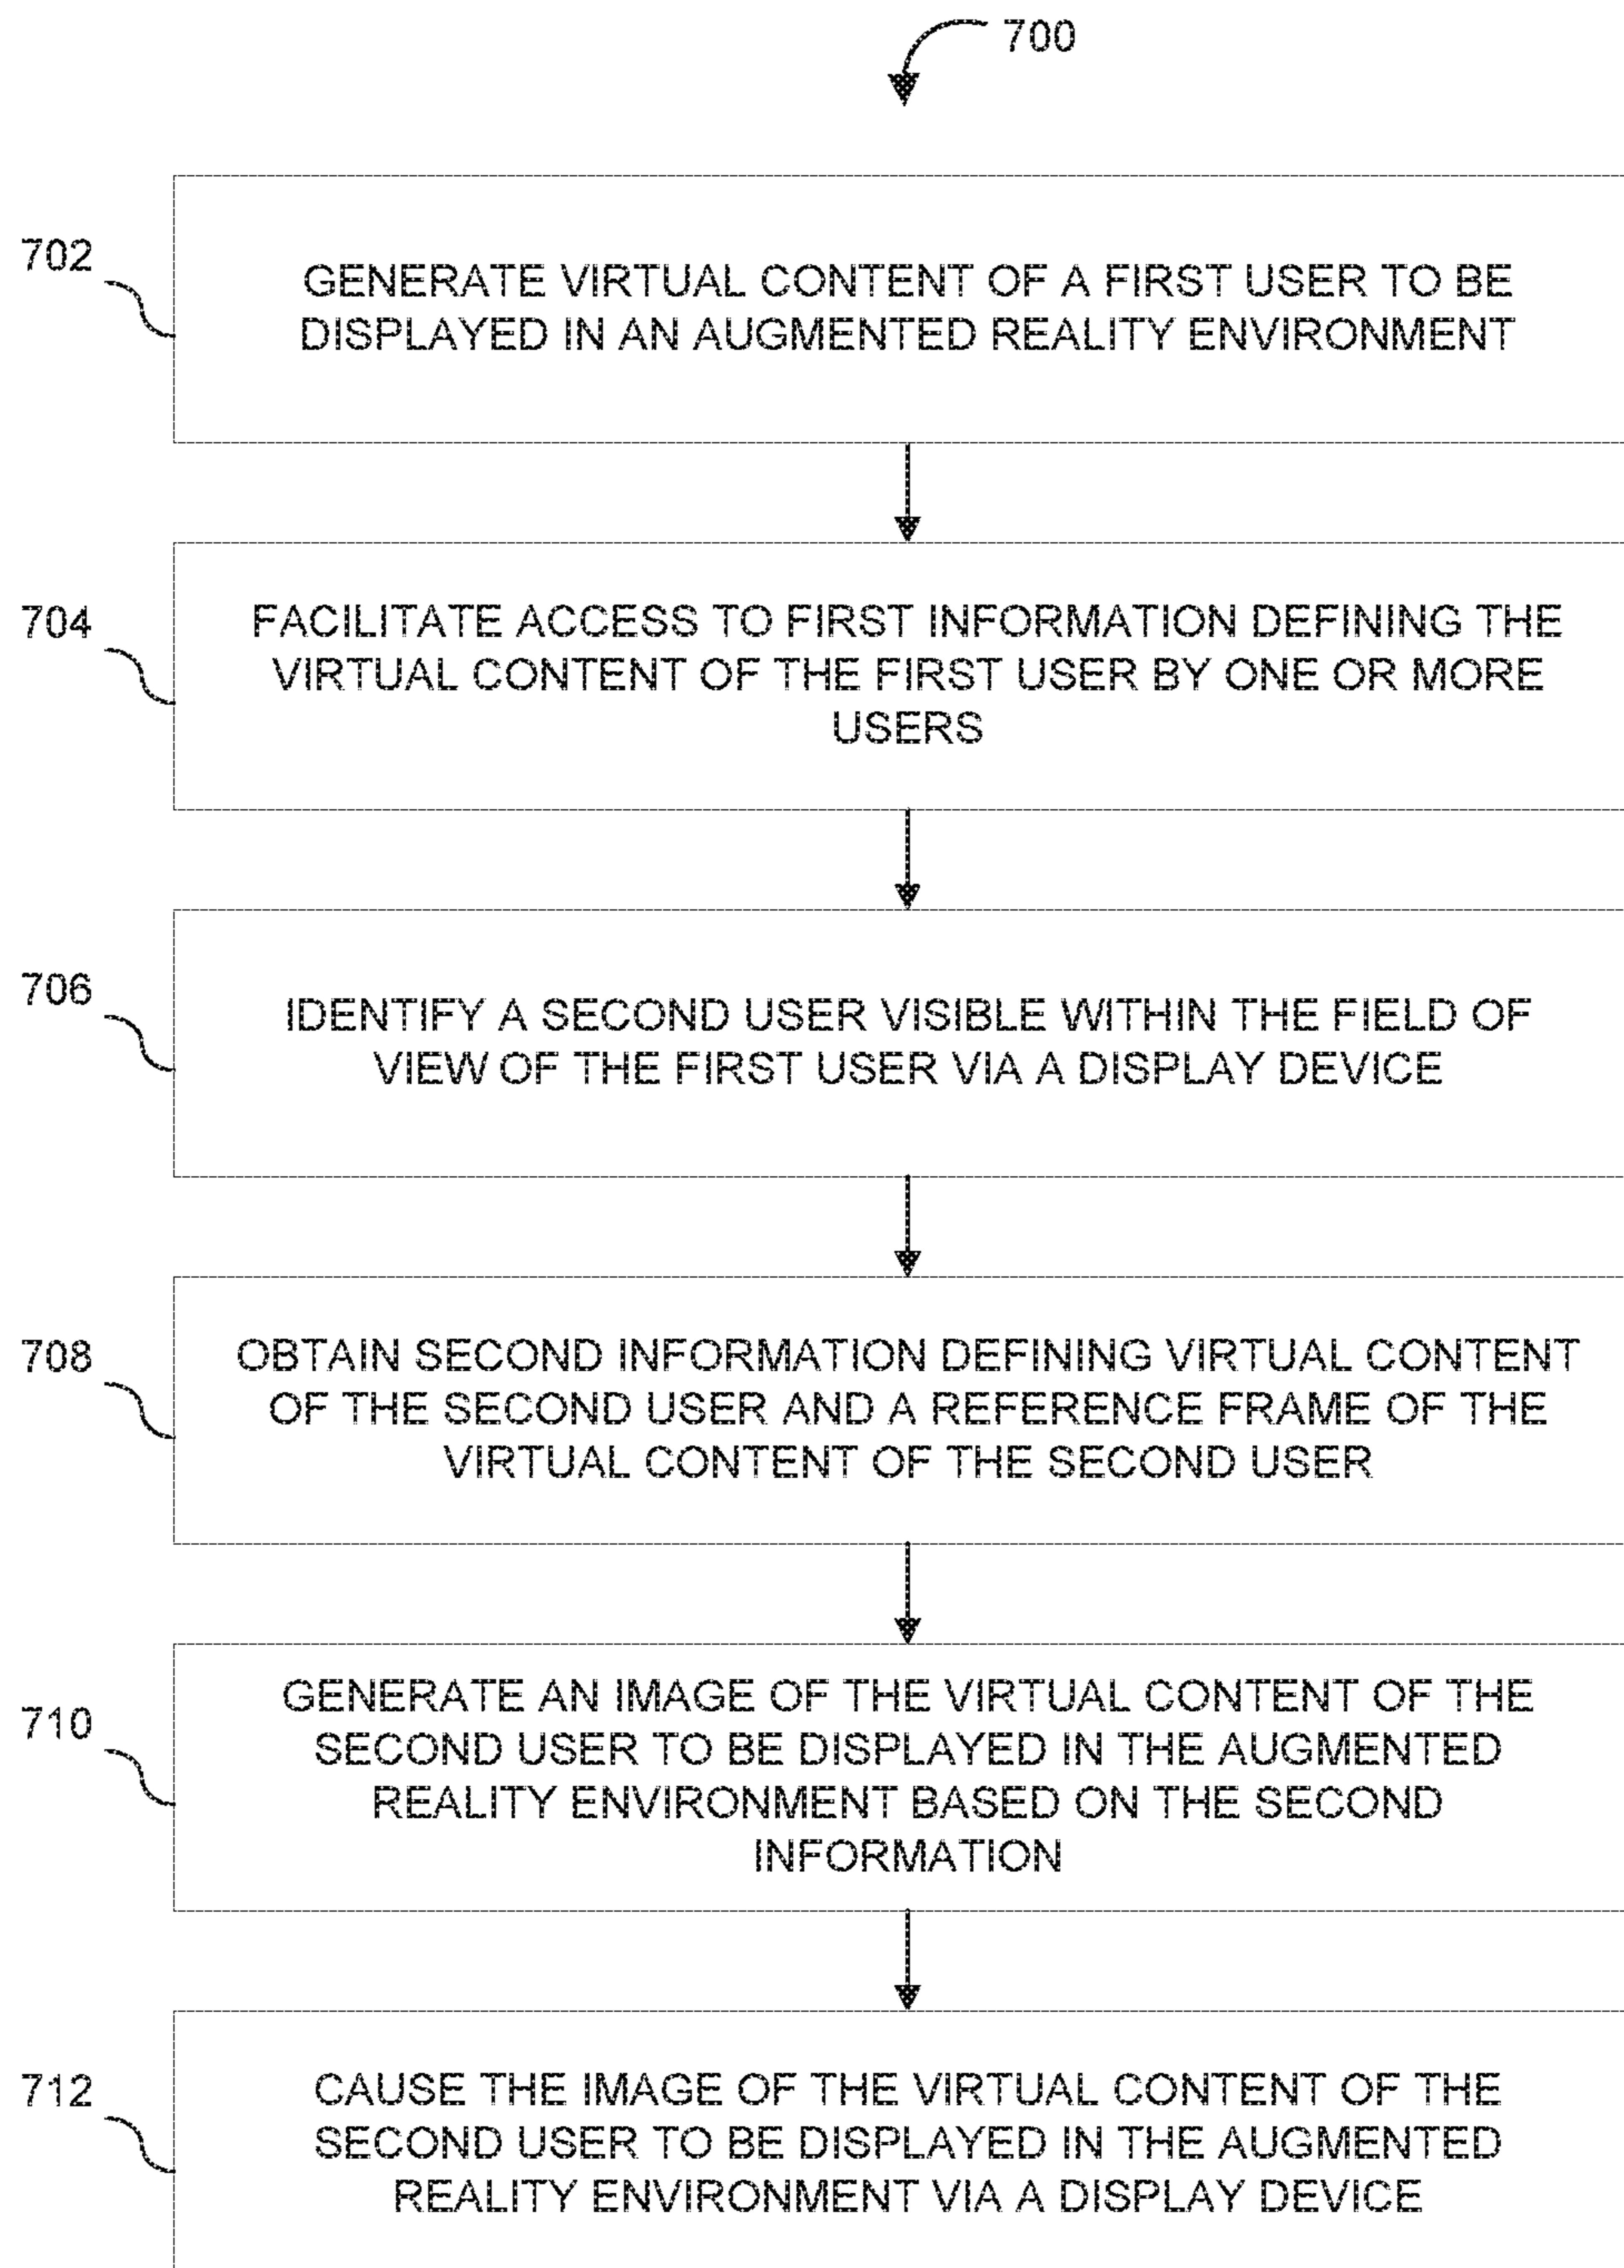 700
702
GENERATE VIRTUAL CONTENT OF A FIRST USER TO BE
DISPLAYED IN AN AUGMENTED REALITY ENVIRONMENT
704
FACILITATE ACCESS TO FIRST INFORMATION DEFINING THE
VIRTUAL CONTENT OF THE FIRST USER BY ONE OR MORE
USERS
706
IDENTIFY A SECOND USER VISIBLE WITHIN THE FIELD OF
VIEW OF THE FIRST USER VIA A DISPLAY DEVICE
708
OBTAIN SECOND INFORMATION DEFINING VIRTUAL CONTENT
OF THE SECOND USER AND A REFERENCE FRAME OF THE
VIRTUAL CONTENT OF THE SECOND USER
710
GENERATE AN IMAGE OF THE VIRTUAL CONTENT OF THE
SECOND USER TO BE DISPLAYED IN THE AUGMENTED
REALITY ENVIRONMENT BASED ON THE SECOND
INFORMATION
712
CAUSE THE IMAGE OF THE VIRTUAL CONTENT OF THE
SECOND USER TO BE DISPLAYED IN THE AUGMENTED
REALITY ENVIRONMENT VIA A DISPLAY DEVICE